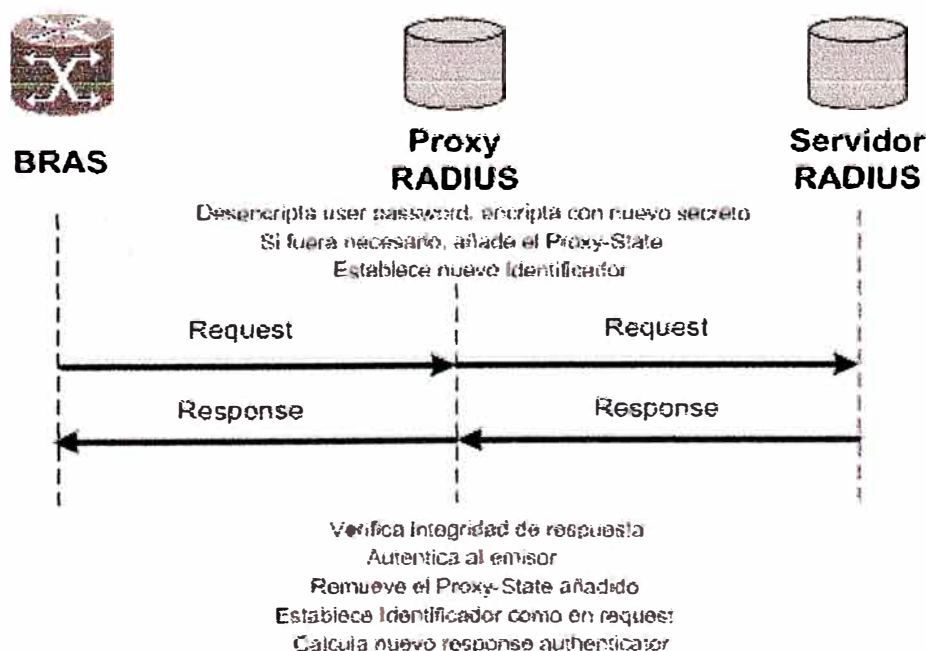 BRAS
Proxy
RADIUS
Servidor
RADIUS
Desencripta user password, encripta con nuevo secreto
Si fuera necesario, añade el Proxy-State
Establece nuevo Identificador
Request
Request
Response
Response
Verifica integridad de respuesta
Autentica al emisor
Remueve el Proxy-State añadido
Establece Identificador como en request
Calcula nuevo response authenticator